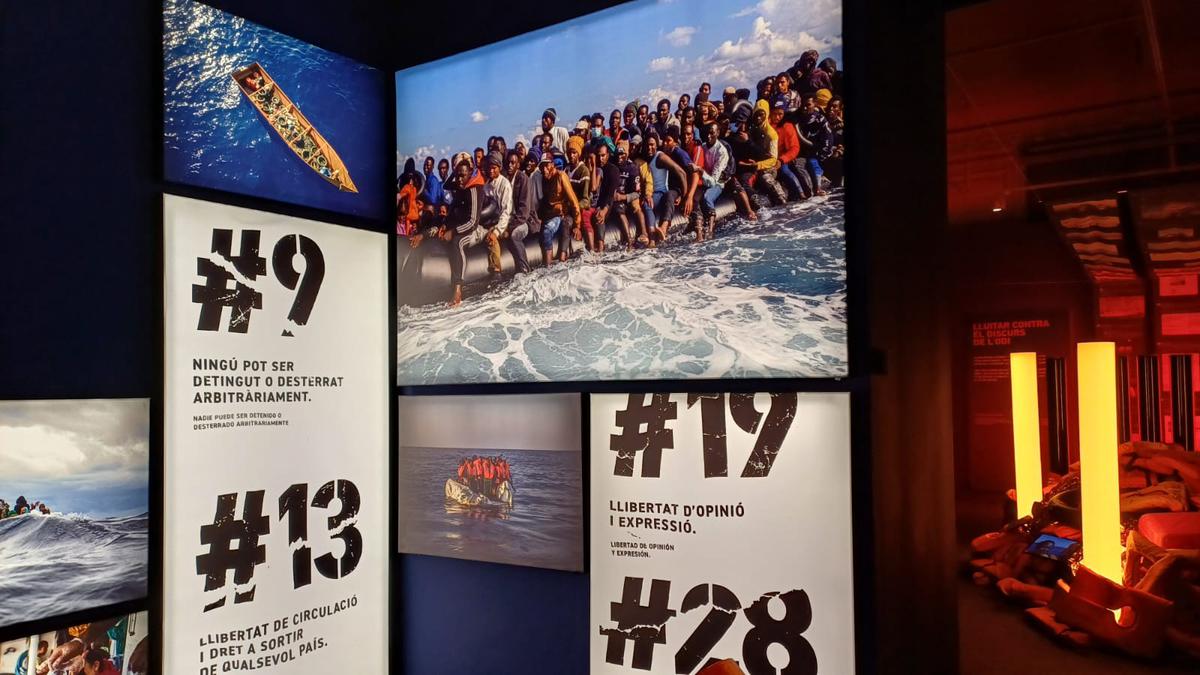 #9
NINGÚ POT SER
DETINGUT O DESTERRAT
ARBITRÀRIAMENT.
NADIE PUEDE SER DETENIDO O
DESTERRADO ARBITRARIAMENTE
#13
LLIBERTAT DE CIRCULACIÓ
I DRET A SORTIR
DE QUALSEVOL PAÍS.
#19
LLIBERTAT D'OPINIÓ
I EXPRESSIÓ.
LIBERTAD DE OPINIÓN
Y EXPRESIÓN.
#28
LLUITAR CONTRA
EL DISCURS
DE L'ODI